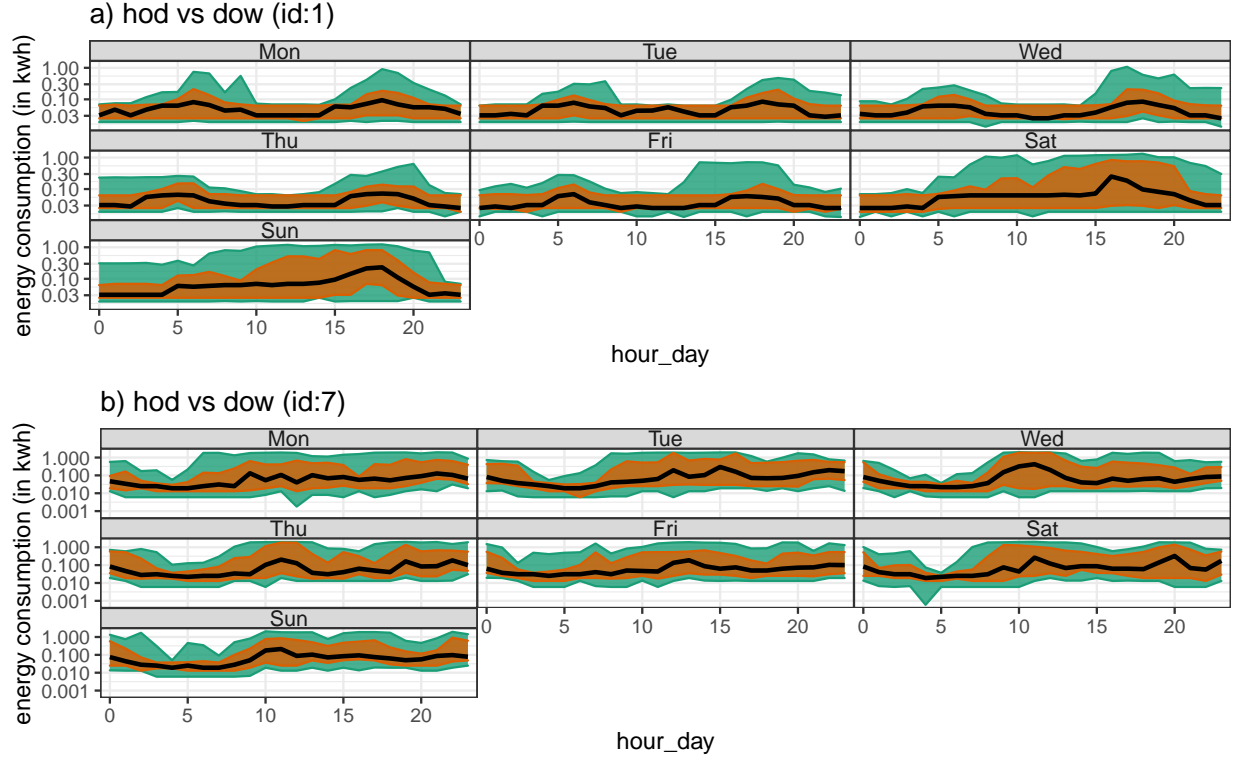 a) hod vs dow (id:1)
Mon Tue Wed
1.00
0.30
0.10
0.03
Thu Fri Sat
1.00
0.30
0.10
0.03
Sun
1.00
0.30
0.10
0.03
0 5 10 15 20
0 5 10 15 20
0 5 10 15 20
energy consumption (in kwh)
hour_day
b) hod vs dow (id:7)
Mon Tue Wed
1.000
0.100
0.010
0.001
Thu Fri Sat
1.000
0.100
0.010
0.001
Sun
1.000
0.100
0.010
0.001
0 5 10 15 20
0 5 10 15 20
0 5 10 15 20
energy consumption (in kwh)
hour_day